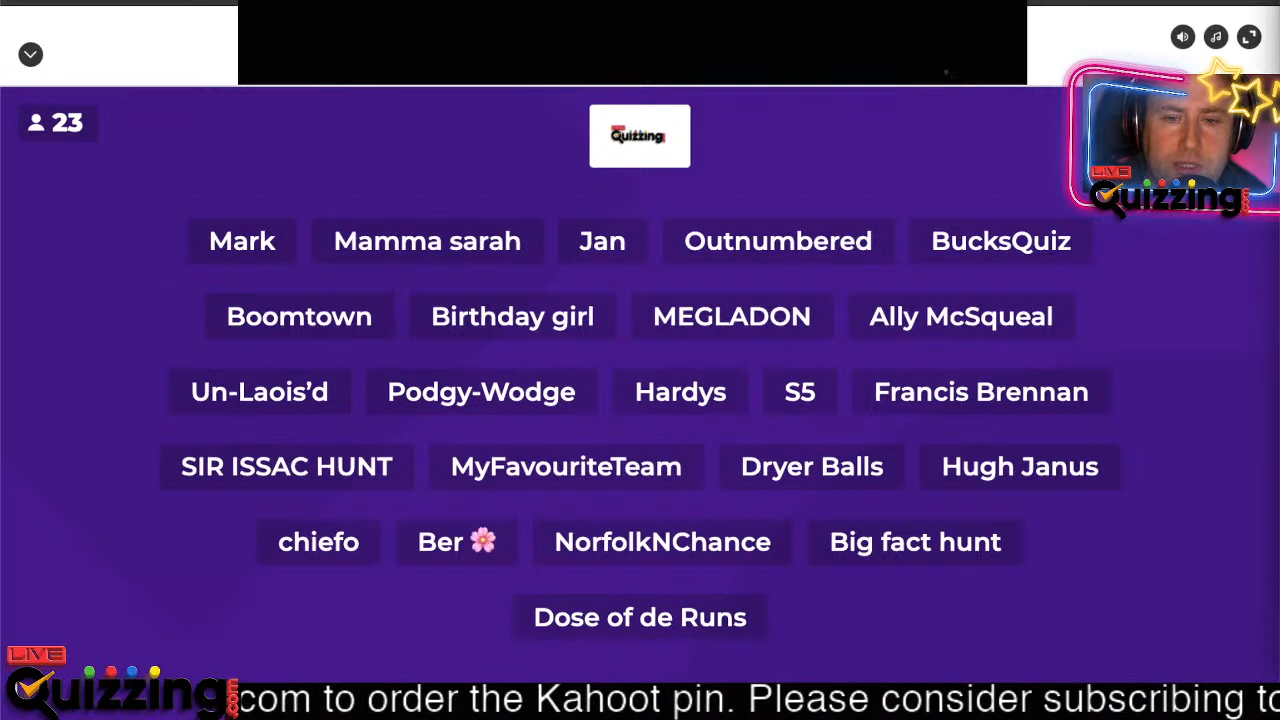 23
Quizzing
LIVE
Quizzing.com
Mark Mamma sarah Jan Outnumbered BucksQuiz
Boomtown Birthday girl MEGLADON Ally McSqueal
Un-Laois’d Podgy-Wodge Hardys S5 Francis Brennan
SIR ISSAC HUNT MyFavouriteTeam Dryer Balls Hugh Janus
chiefo Ber 🌸 NorfolkNChance Big fact hunt
Dose of de Runs
LIVE
Quizzing.com
com to order the Kahoot pin. Please consider subscribing to